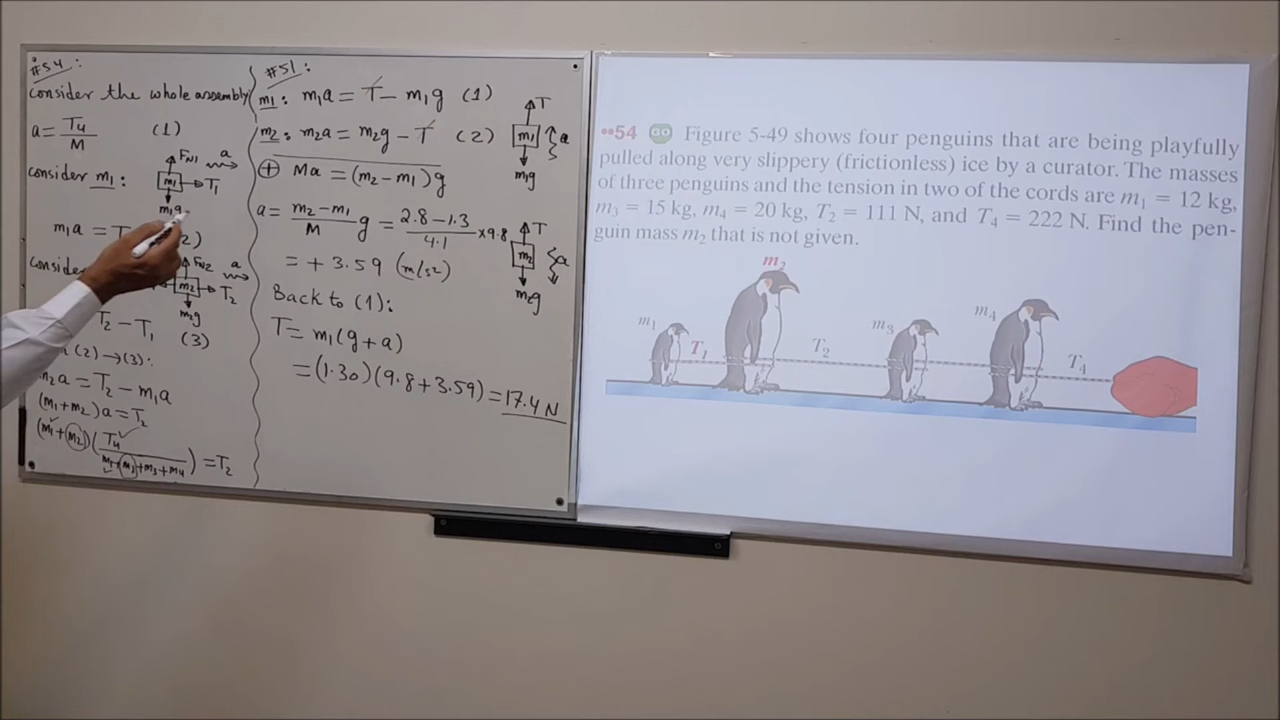 #54:
consider the whole assembly
a = T4/M (1)
FN1 a
consider m1: m1 T1
m1g
m1a = T 2)
Consider FN2 a
m2 T2
m2g
T2 − T1 (3)
(2) → (3):
m2a = T2 − m1a
(m1+m2)a = T2
(m1+m2)(T4/(m1+m2+m3+m4)) = T2
#51:
m1: m1a = T − m1g (1)
m2: m2a = m2g − T (2)
⊕ Ma = (m2 − m1)g
a = (m2 − m1)/M g = (2.8 − 1.3)/4.1 × 9.8
= +3.59 (m/s²)
Back to (1):
T = m1(g+a)
= (1.30)(9.8+3.59) = 17.4 N
T
m1 a
m1g
T
m2 a
m2g
••54 GO Figure 5-49 shows four penguins that are being playfully
pulled along very slippery (frictionless) ice by a curator. The masses
of three penguins and the tension in two of the cords are m1 = 12 kg,
m3 = 15 kg, m4 = 20 kg, T2 = 111 N, and T4 = 222 N. Find the pen-
guin mass m2 that is not given.
m2
m1 m3 m4
T1 T2 T4